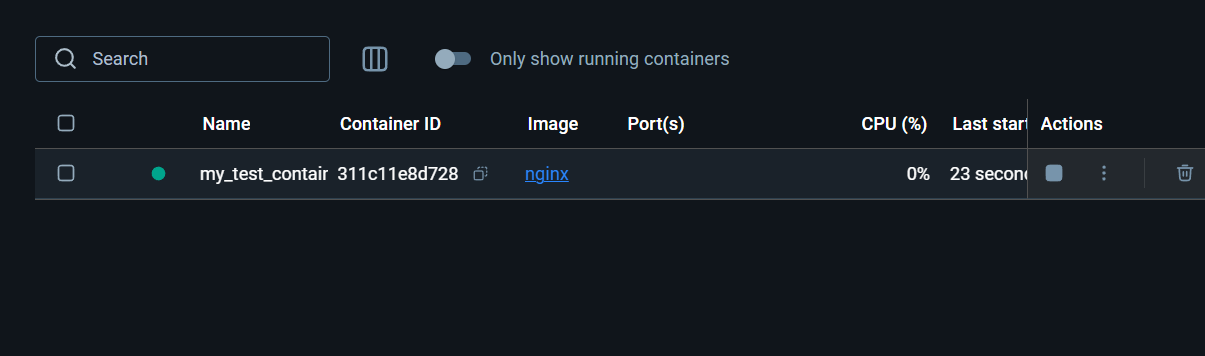 Search Only show running containers
Name Container ID Image Port(s) CPU (%) Last start Actions
my_test_contair 311c11e8d728 nginx 0% 23 second